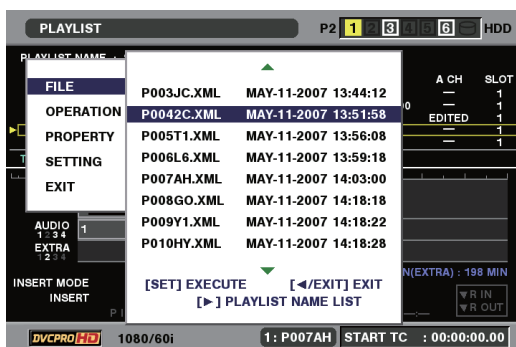 PLAYLIST P2 1 2 3 4 5 6 HDD
PLAYLIST NAME :
A CH SLOT
FILE
OPERATION
PROPERTY
SETTING
EXIT
P003JC.XML MAY-11-2007 13:44:12
P0042C.XML MAY-11-2007 13:51:58
P005T1.XML MAY-11-2007 13:56:08
P006L6.XML MAY-11-2007 13:59:18
P007AH.XML MAY-11-2007 14:03:00
P008GO.XML MAY-11-2007 14:18:18
P009Y1.XML MAY-11-2007 14:18:22
P010HY.XML MAY-11-2007 14:18:28
[SET] EXECUTE [◄/EXIT] EXIT
[►] PLAYLIST NAME LIST
— 1
00 — 1
EDITED 1
— 1
— 1
AUDIO 1
1 2 3 4
EXTRA
1 2 3 4
N(EXTRA) : 198 MIN
INSERT MODE
INSERT
▼R IN
▼R OUT
DVCPRO HD 1080/60i 1: P007AH START TC : 00:00:00.00